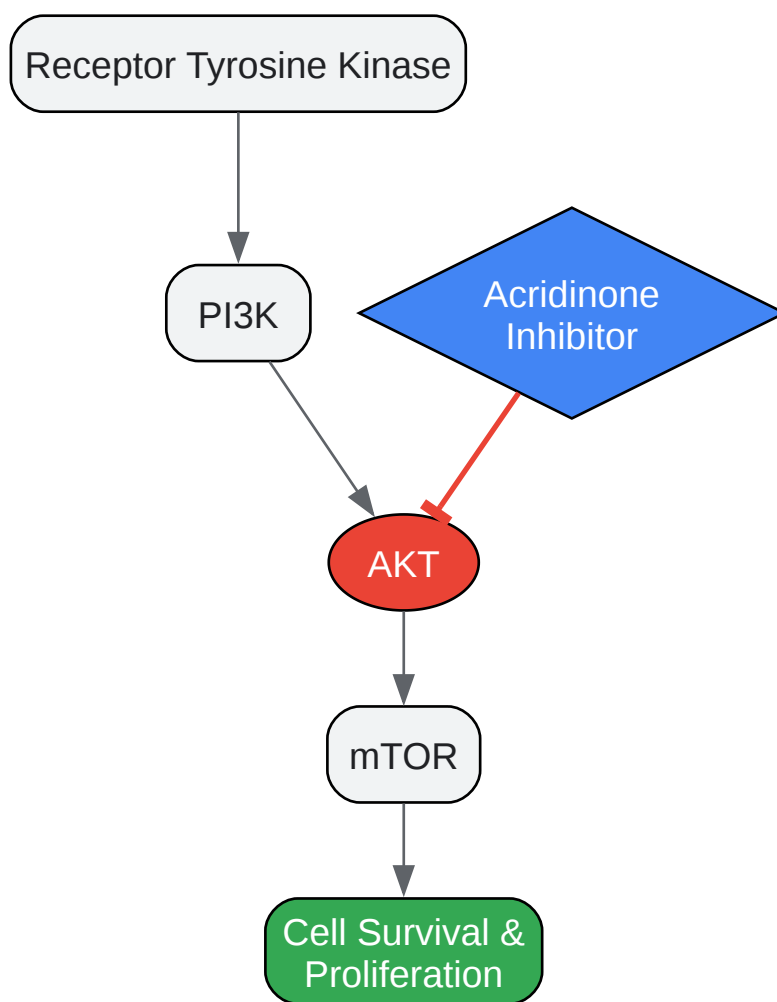 Receptor Tyrosine Kinase
PI3K
Acridinone
Inhibitor
AKT
mTOR
Cell Survival &
Proliferation